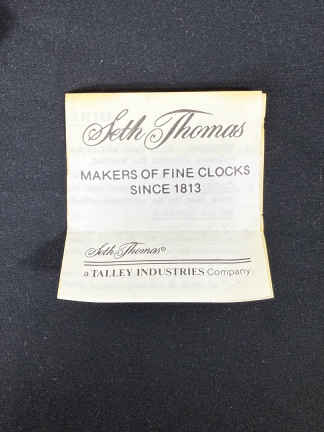 Seth Thomas
MAKERS OF FINE CLOCKS
SINCE 1813
Seth Thomas®
a TALLEY INDUSTRIES Company